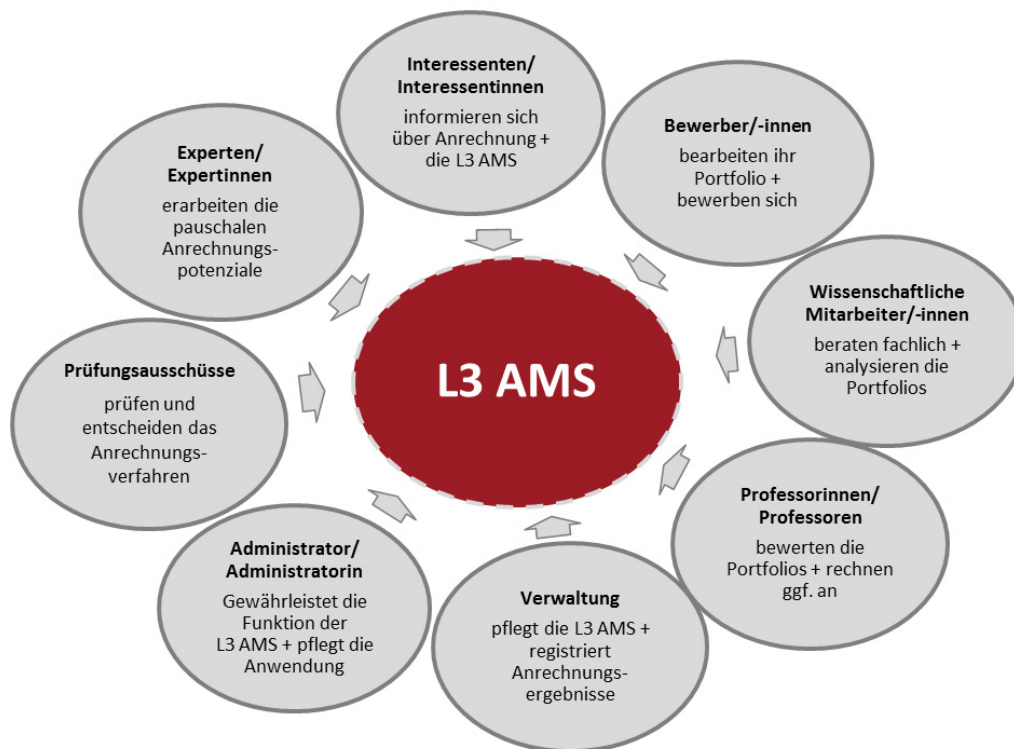 Interessenten/
Interessentinnen
informieren sich
über Anrechnung +
die L3 AMS
Bewerber/-innen
bearbeiten ihr
Portfolio +
bewerben sich
Wissenschaftliche
Mitarbeiter/-innen
beraten fachlich +
analysieren die
Portfolios
Professorinnen/
Professoren
bewerten die
Portfolios + rechnen
ggf. an
Verwaltung
pflegt die L3 AMS +
registriert
Anrechnungs-
ergebnisse
Administrator/
Administratorin
Gewährleistet die
Funktion der
L3 AMS + pflegt die
Anwendung
Prüfungsausschüsse
prüfen und
entscheiden das
Anrechnungs-
verfahren
Experten/
Expertinnen
erarbeiten die
pauschalen
Anrechnungs-
potenziale
L3 AMS